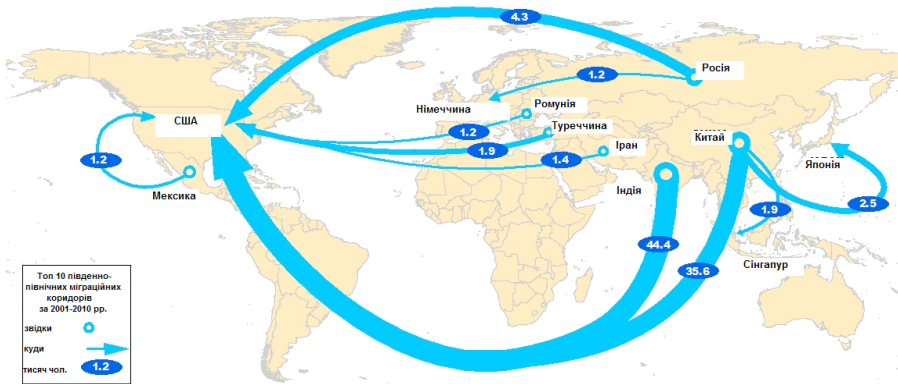 4.3
Росія
1.2
Німеччина
Румунія
США
1.2
Туреччина
1.9
Іран
1.4
Китай
Японія
1.2
Мексика
Індія
2.5
1.9
44.4
35.6
Сінгапур
Топ 10 південно-
північних міграційних
коридорів
за 2001-2010 рр.
звідки
куди
тисяч чол.
1.2